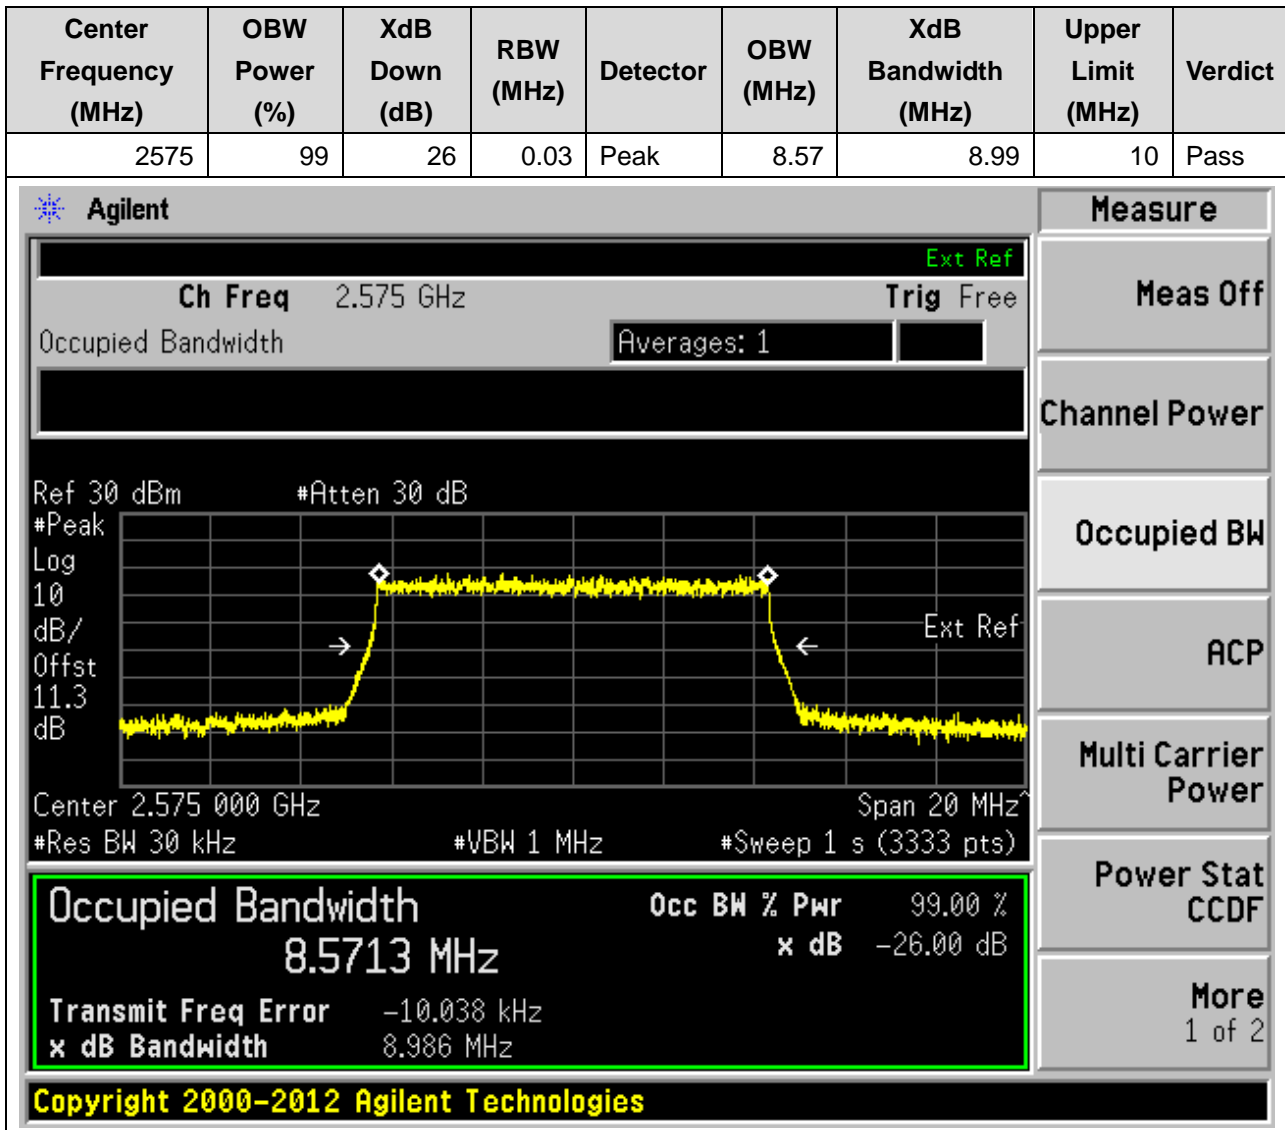 Center Frequency (MHz) OBW Power (%) XdB Down (dB) RBW (MHz) Detector OBW (MHz) XdB Bandwidth (MHz) Upper Limit (MHz) Verdict
2575 99 26 0.03 Peak 8.57 8.99 10 Pass
Agilent
Measure
Ext Ref
Ch Freq 2.575 GHz Trig Free
Meas Off
Occupied Bandwidth Averages: 1
Channel Power
Ref 30 dBm #Atten 30 dB
#Peak
Log
10
dB/
Offst
11.3
dB
Ext Ref
Occupied BW
ACP
Center 2.575 000 GHz Span 20 MHz^
#Res BW 30 kHz #VBW 1 MHz #Sweep 1 s (3333 pts)
Multi Carrier
Power
Occupied Bandwidth Occ BW % Pwr 99.00 %
8.5713 MHz x dB -26.00 dB
Power Stat
CCDF
Transmit Freq Error -10.038 kHz
x dB Bandwidth 8.986 MHz
More
1 of 2
Copyright 2000-2012 Agilent Technologies